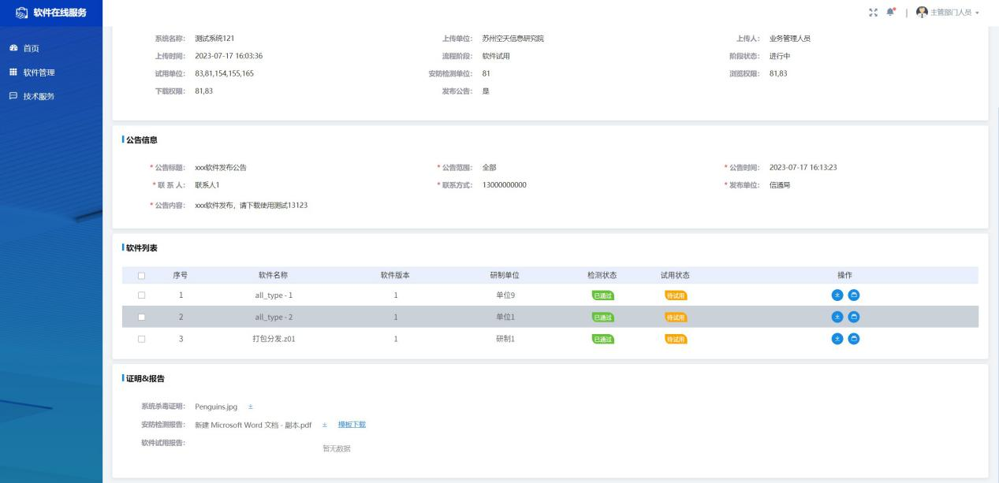 软件在线服务
主管部门人员
首页
软件管理
技术服务
系统名称： 测试系统121 上传单位： 苏州空天信息研究院 上传人： 业务管理人员
上传时间： 2023-07-17 16:03:36 流程阶段： 软件试用 阶段状态： 进行中
试用单位： 83,81,154,155,165 安防检测单位： 81 浏览权限： 81,83
下载权限： 81,83 发布公告： 是
公告信息
* 公告标题： xxx软件发布公告 * 公告范围： 全部 * 公告时间： 2023-07-17 16:13:23
* 联 系 人： 联系人1 * 联系方式： 13000000000 * 发布单位： 信通局
* 公告内容： xxx软件发布，请下载使用测试13123
软件列表
序号 软件名称 软件版本 研制单位 检测状态 试用状态 操作
1 all_type - 1 1 单位9 已通过 待试用
2 all_type - 2 1 单位1 已通过 待试用
3 打包分发.z01 1 研制1 已通过 待试用
证明&报告
系统杀毒证明： Penguins.jpg
安防检测报告： 新建 Microsoft Word 文档 - 副本.pdf 模板下载
软件试用报告：
暂无数据